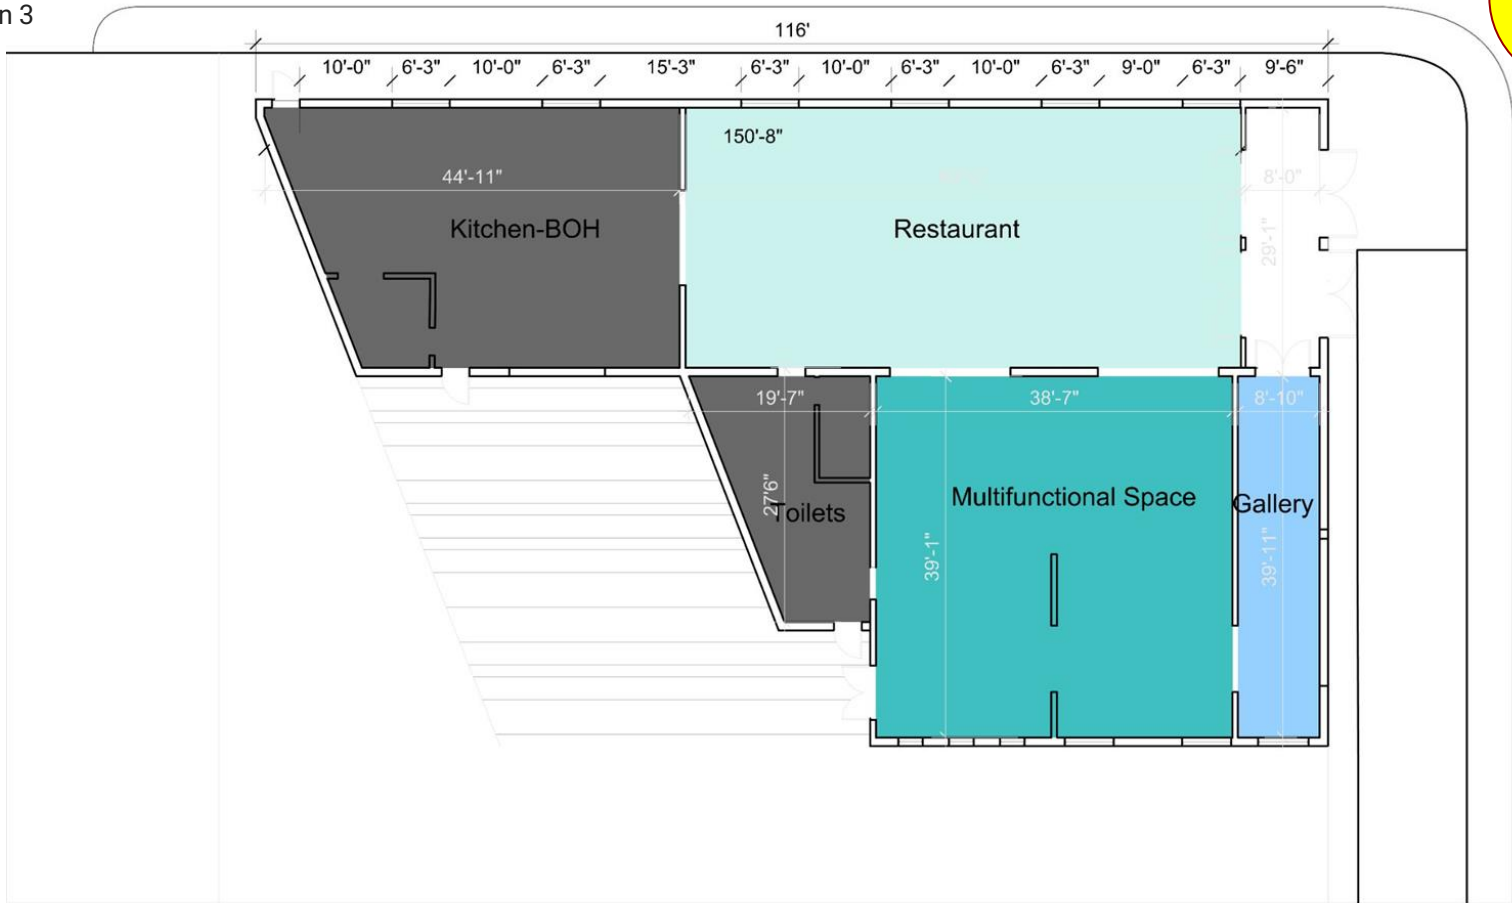 n 3
116'
10'-0" 6'-3" 10'-0" 6'-3" 15'-3" 6'-3" 10'-0" 6'-3" 10'-0" 6'-3" 9'-0" 6'-3" 9'-6"
150'-8"
44'-11"
8'-0"
Kitchen-BOH
Restaurant
29'-1"
19'-7"
38'-7"
8'-10"
27'6"
Toilets
Multifunctional Space
Gallery
39'-1"
39'-11"